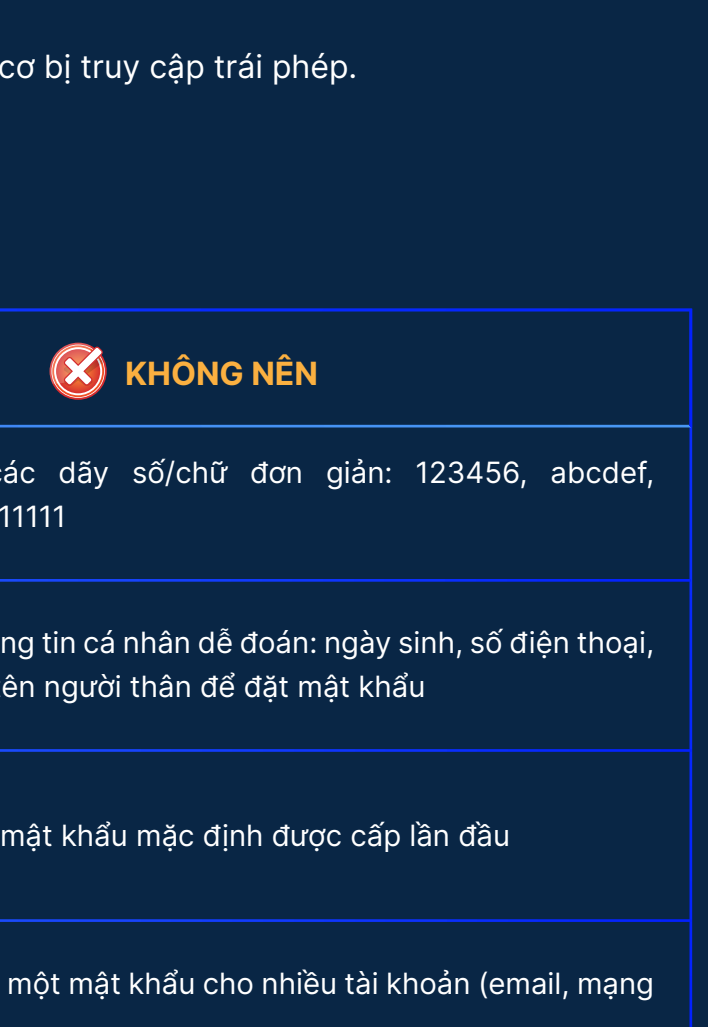 cơ bị truy cập trái phép.
KHÔNG NÊN
các dãy số/chữ đơn giản: 123456, abcdef,
11111
ng tin cá nhân dễ đoán: ngày sinh, số điện thoại,
tên người thân để đặt mật khẩu
mật khẩu mặc định được cấp lần đầu
một mật khẩu cho nhiều tài khoản (email, mạng